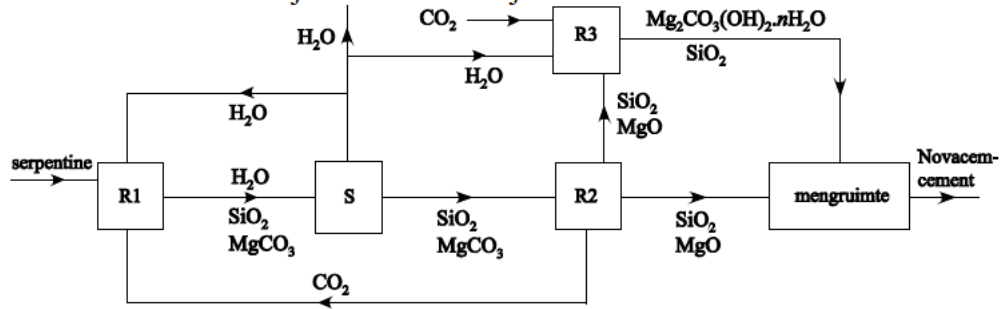 CO₂
Mg₂CO₃(OH)₂.nH₂O
SiO₂
R3
H₂O
H₂O
SiO₂
MgO
H₂O
serpentine
R1
H₂O
SiO₂
MgCO₃
S
SiO₂
MgCO₃
R2
SiO₂
MgO
mengruimte
Novacem-
cement
CO₂